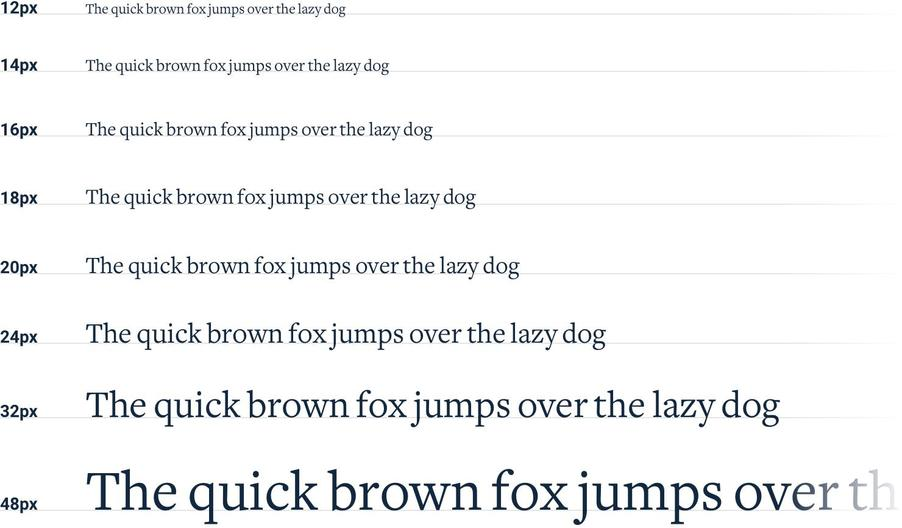 12px The quick brown fox jumps over the lazy dog
14px The quick brown fox jumps over the lazy dog
16px The quick brown fox jumps over the lazy dog
18px The quick brown fox jumps over the lazy dog
20px The quick brown fox jumps over the lazy dog
24px The quick brown fox jumps over the lazy dog
32px The quick brown fox jumps over the lazy dog
48px The quick brown fox jumps over th